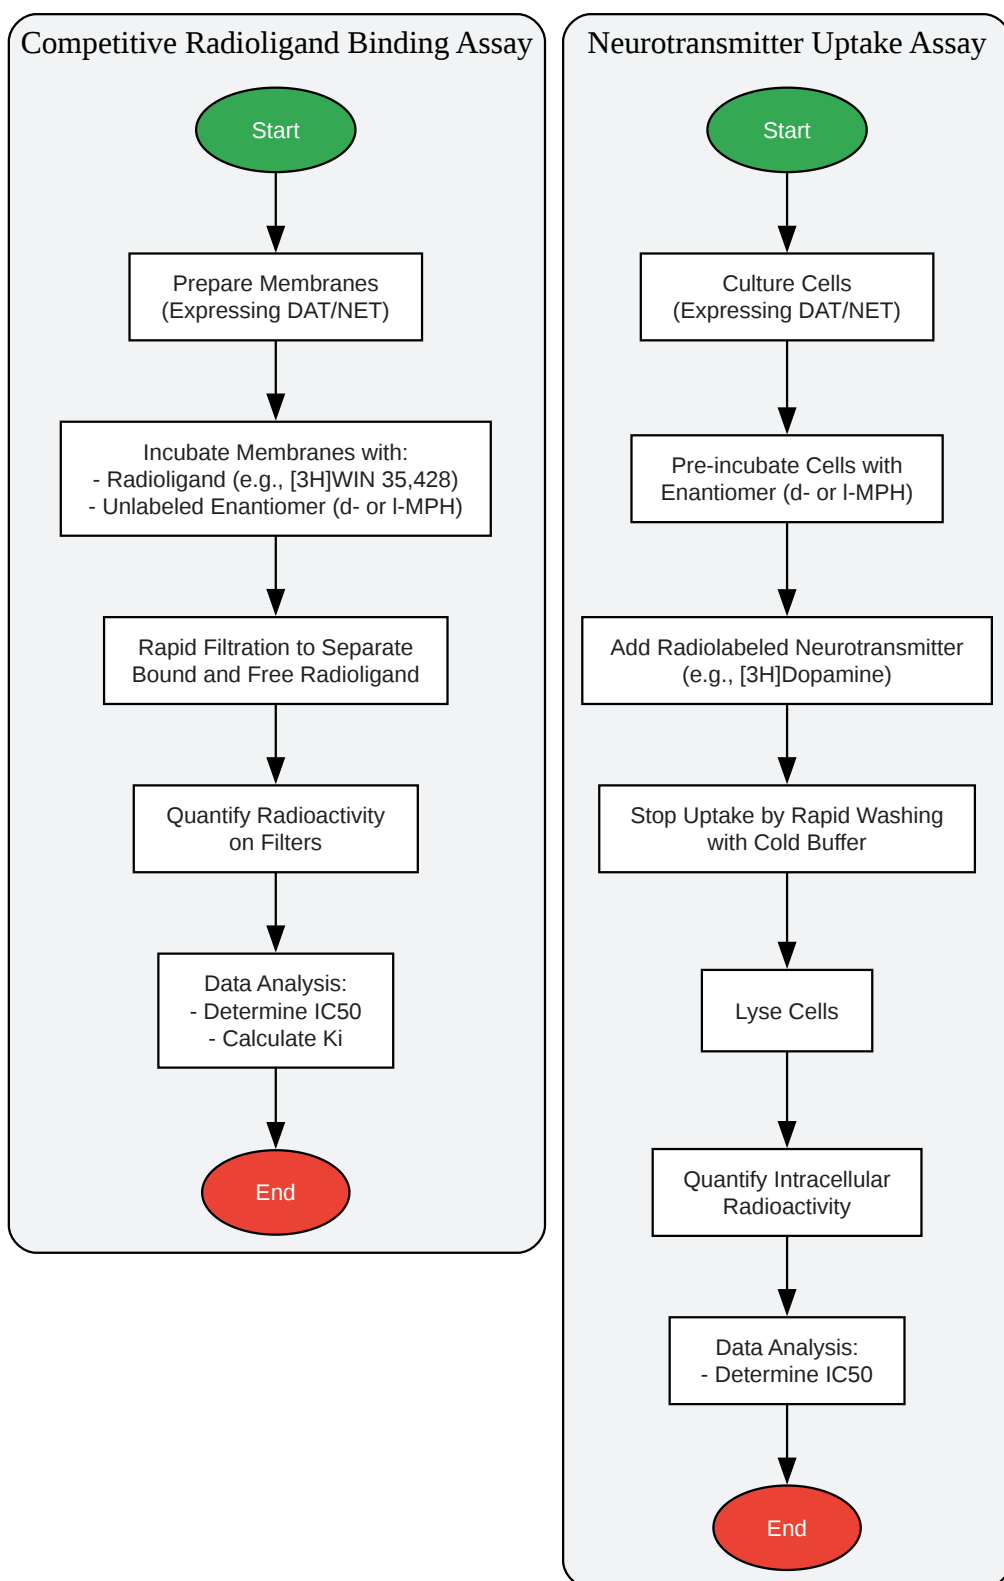 Competitive Radioligand Binding Assay
Start
Prepare Membranes
(Expressing DAT/NET)
Incubate Membranes with:
- Radioligand (e.g., [3H]WIN 35,428)
- Unlabeled Enantiomer (d- or l-MPH)
Rapid Filtration to Separate
Bound and Free Radioligand
Quantify Radioactivity
on Filters
Data Analysis:
- Determine IC50
- Calculate Ki
End
Neurotransmitter Uptake Assay
Start
Culture Cells
(Expressing DAT/NET)
Pre-incubate Cells with
Enantiomer (d- or l-MPH)
Add Radiolabeled Neurotransmitter
(e.g., [3H]Dopamine)
Stop Uptake by Rapid Washing
with Cold Buffer
Lyse Cells
Quantify Intracellular
Radioactivity
Data Analysis:
- Determine IC50
End